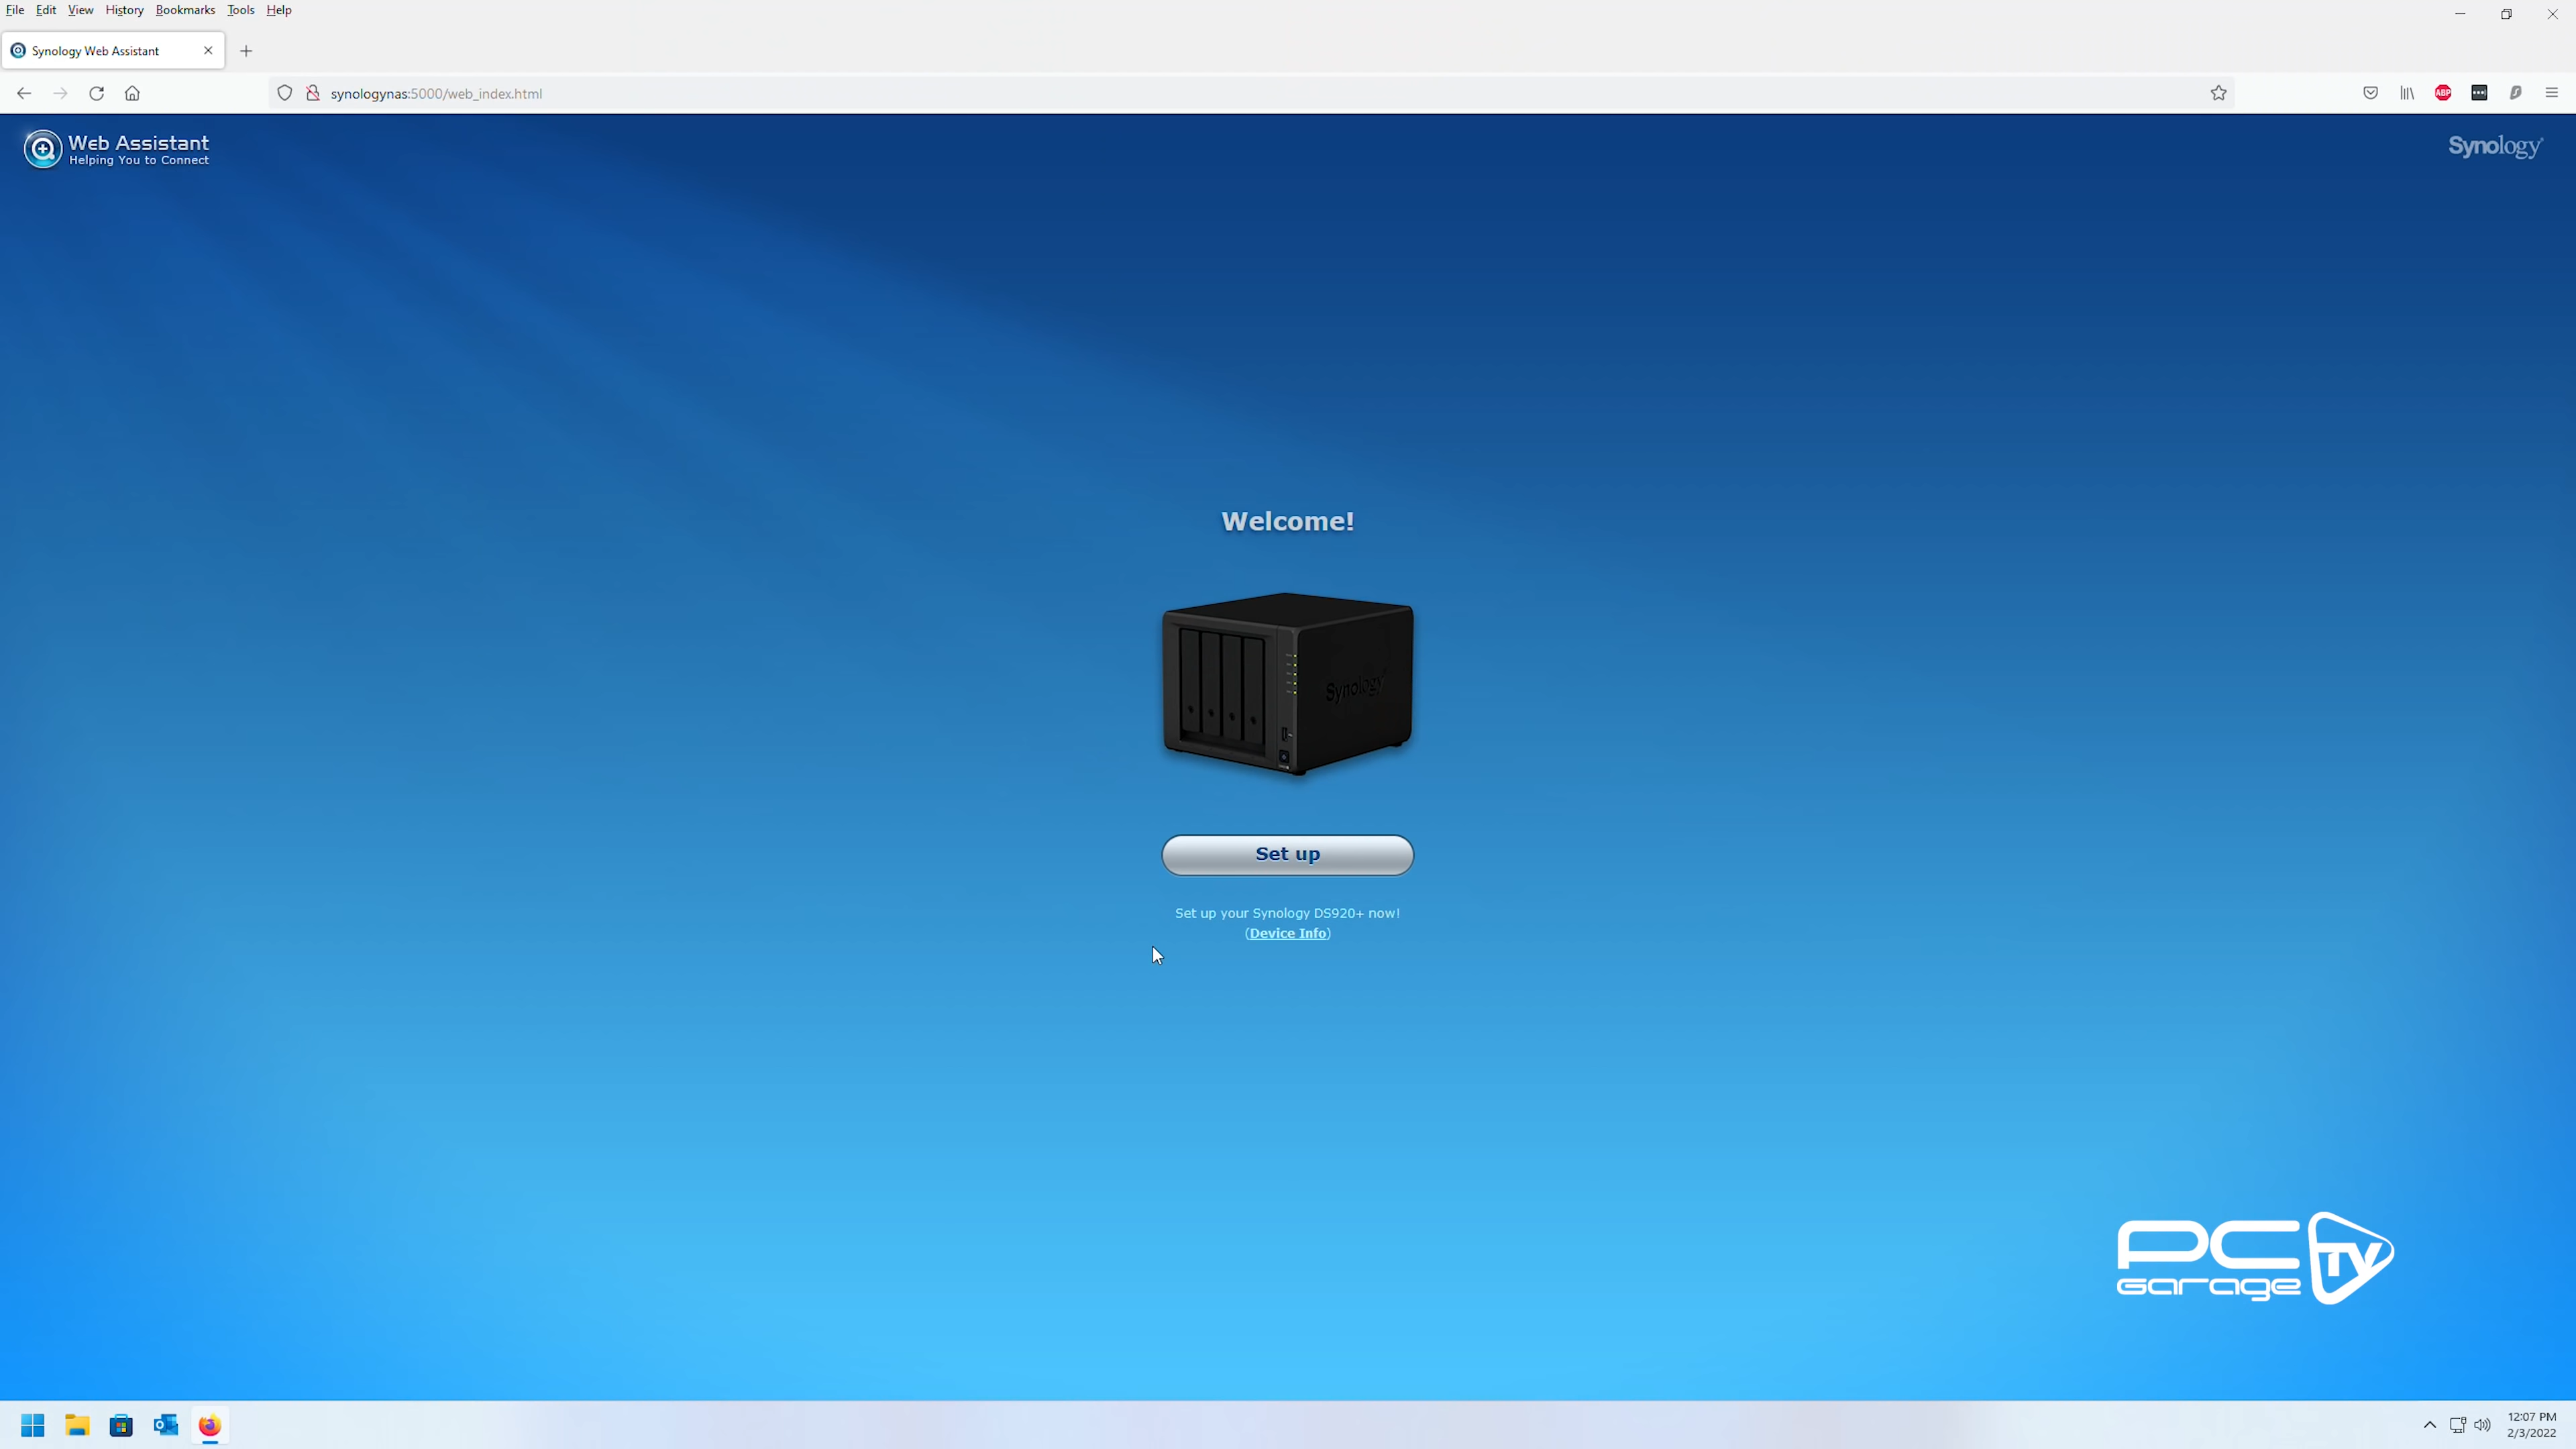 File Edit View History Bookmarks Tools Help
Synology Web Assistant
synologynas:5000/web_index.html
ABP
Web Assistant
Helping You to Connect
Synology
Welcome!
Synology
Set up
Set up your Synology DS920+ now!
(Device Info)
PC Garage TV
12:07 PM
2/3/2022